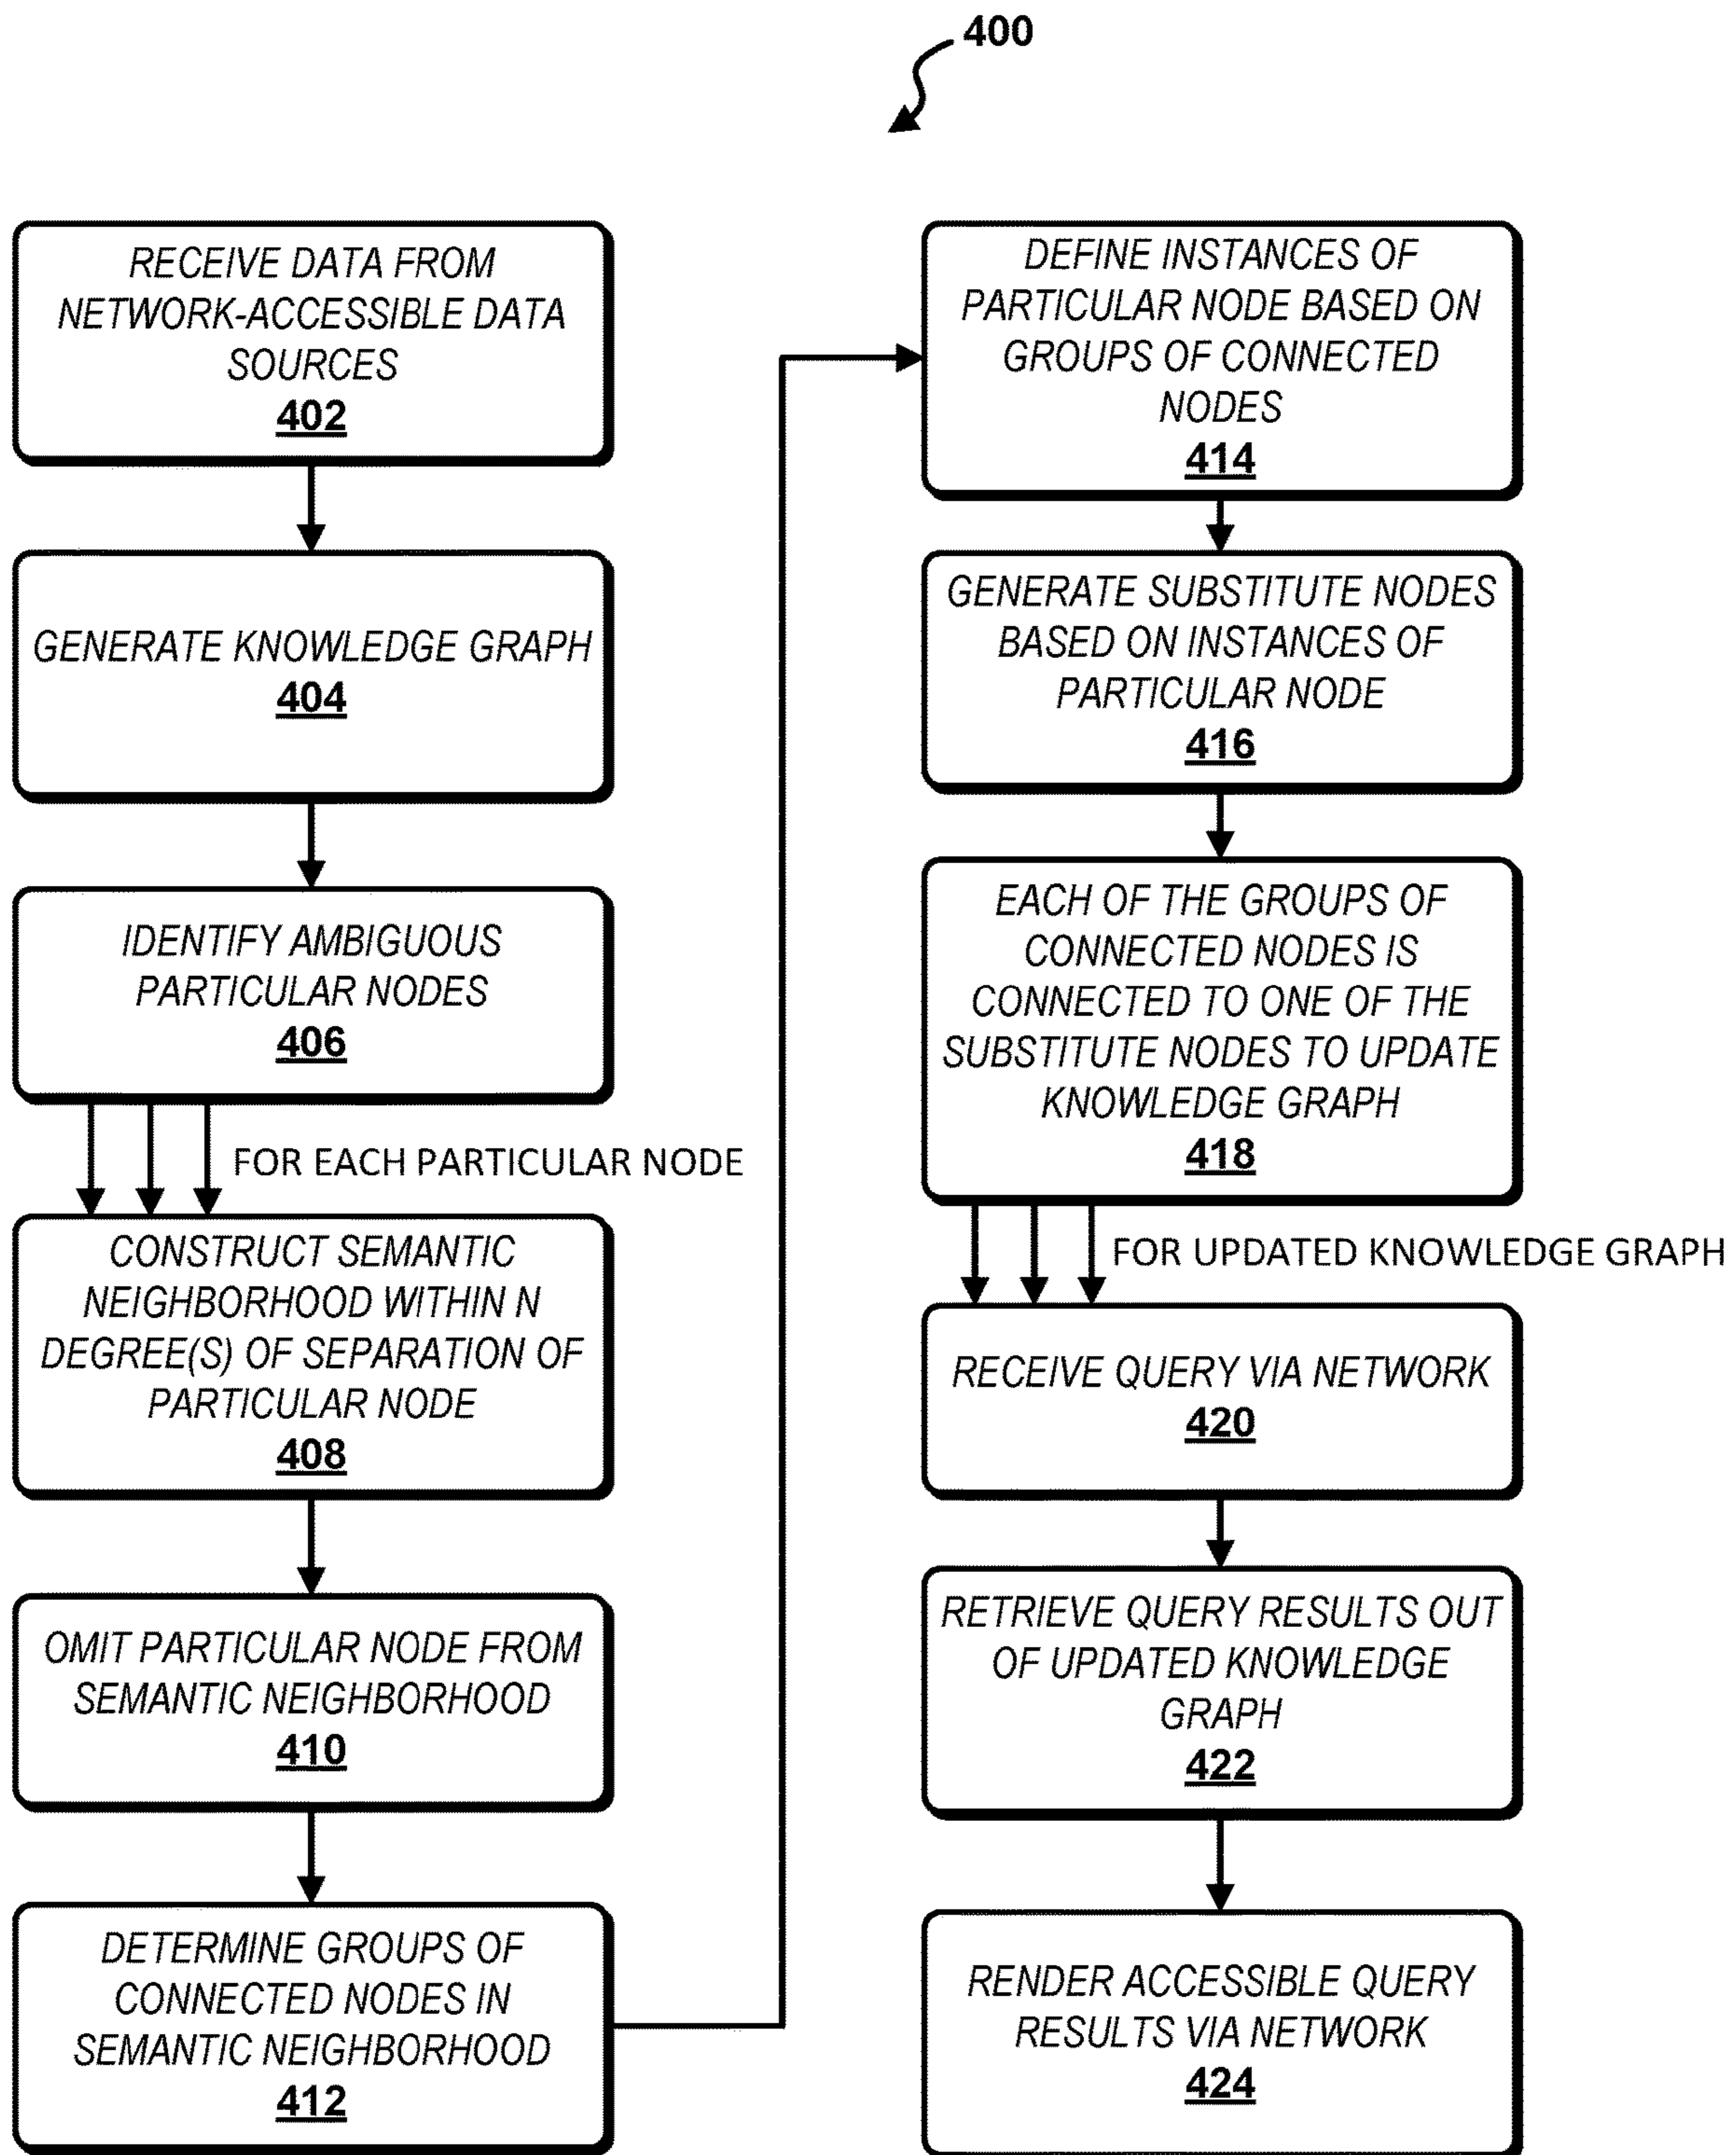 400
RECEIVE DATA FROM
NETWORK-ACCESSIBLE DATA
SOURCES
402
GENERATE KNOWLEDGE GRAPH
404
IDENTIFY AMBIGUOUS
PARTICULAR NODES
406
FOR EACH PARTICULAR NODE
CONSTRUCT SEMANTIC
NEIGHBORHOOD WITHIN N
DEGREE(S) OF SEPARATION OF
PARTICULAR NODE
408
OMIT PARTICULAR NODE FROM
SEMANTIC NEIGHBORHOOD
410
DETERMINE GROUPS OF
CONNECTED NODES IN
SEMANTIC NEIGHBORHOOD
412
DEFINE INSTANCES OF
PARTICULAR NODE BASED ON
GROUPS OF CONNECTED
NODES
414
GENERATE SUBSTITUTE NODES
BASED ON INSTANCES OF
PARTICULAR NODE
416
EACH OF THE GROUPS OF
CONNECTED NODES IS
CONNECTED TO ONE OF THE
SUBSTITUTE NODES TO UPDATE
KNOWLEDGE GRAPH
418
FOR UPDATED KNOWLEDGE GRAPH
RECEIVE QUERY VIA NETWORK
420
RETRIEVE QUERY RESULTS OUT
OF UPDATED KNOWLEDGE
GRAPH
422
RENDER ACCESSIBLE QUERY
RESULTS VIA NETWORK
424